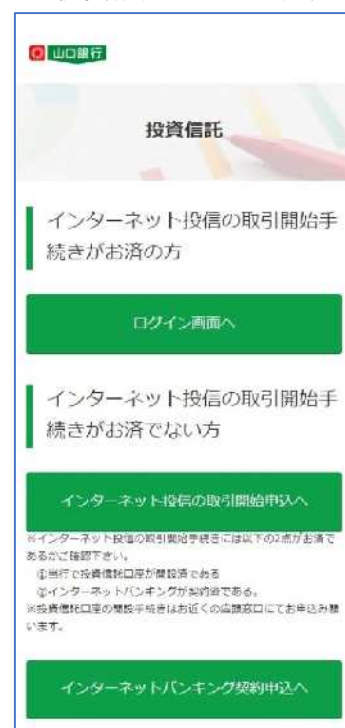 山口銀行
投資信託
インターネット投信の取引開始手
続きがお済の方
ログイン画面へ
インターネット投信の取引開始手
続きがお済でない方
インターネット投信の取引開始申込へ
※インターネット投信の取引開始手続きには以下の2点がお済で
あるかご確認下さい。
①当行で投資信託口座が開設済である
②インターネットバンキングが契約済である。
※投資信託口座の開設手続きはお近くの店頭窓口にてお申込み願
います。
インターネットバンキング契約申込へ